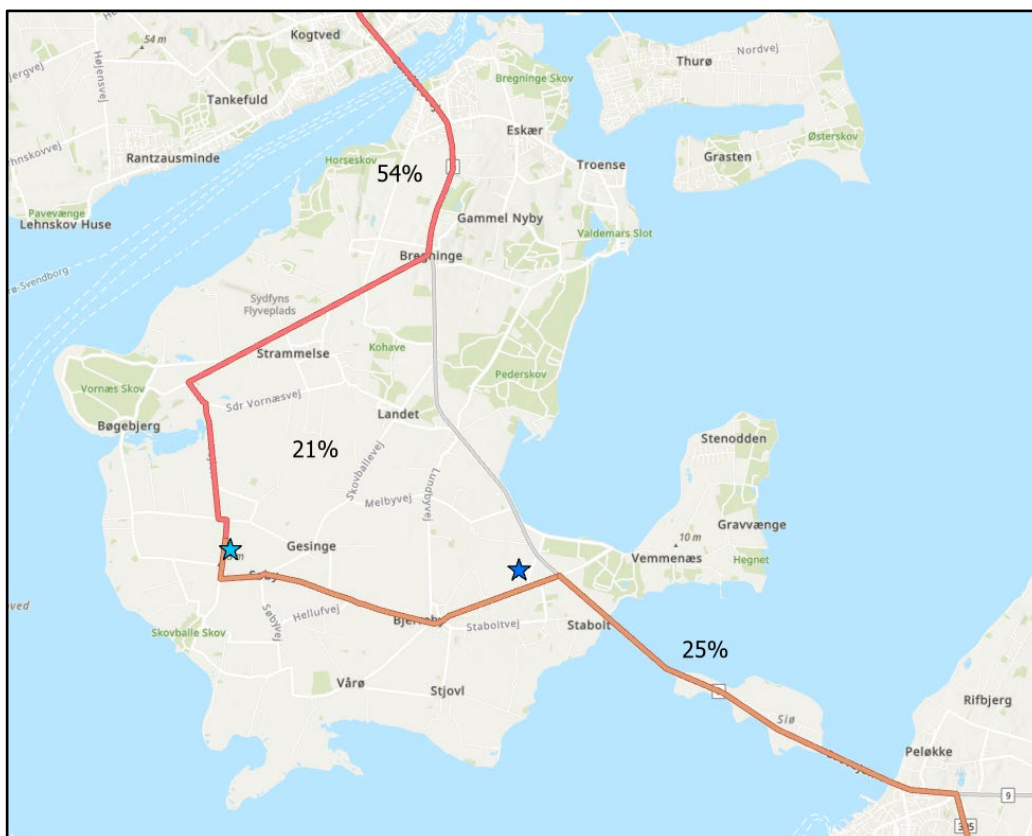 Kogtved
54 m
Højensvej
Tankefuld
Rantzausminde
Pavevænge
Lehnskov Huse
Bregninge Skov
Eskær
Horseskov
54%
Troense
Gammel Nyby
Valdemars Slot
Bregninge
Thurø
Nordvej
Østerskov
Grasten
Sydfyns
Flyveplads
Strammelse
Kohave
Vornæs Skov
Pederskov
Sdr Vornæsvej
Landet
Bøgebjerg
21%
Skovballevej
Lundbyvej
Melbyvej
Stenodden
Gravvænge
10 m
Vemmenæs
Hegnet
Gesinge
Søbyvej
Hellufvej
Skovballe Skov
Staboltvej
Stabolt
25%
Vårø
Stjovl
Siø
Rifbjerg
Peløkke
9
305